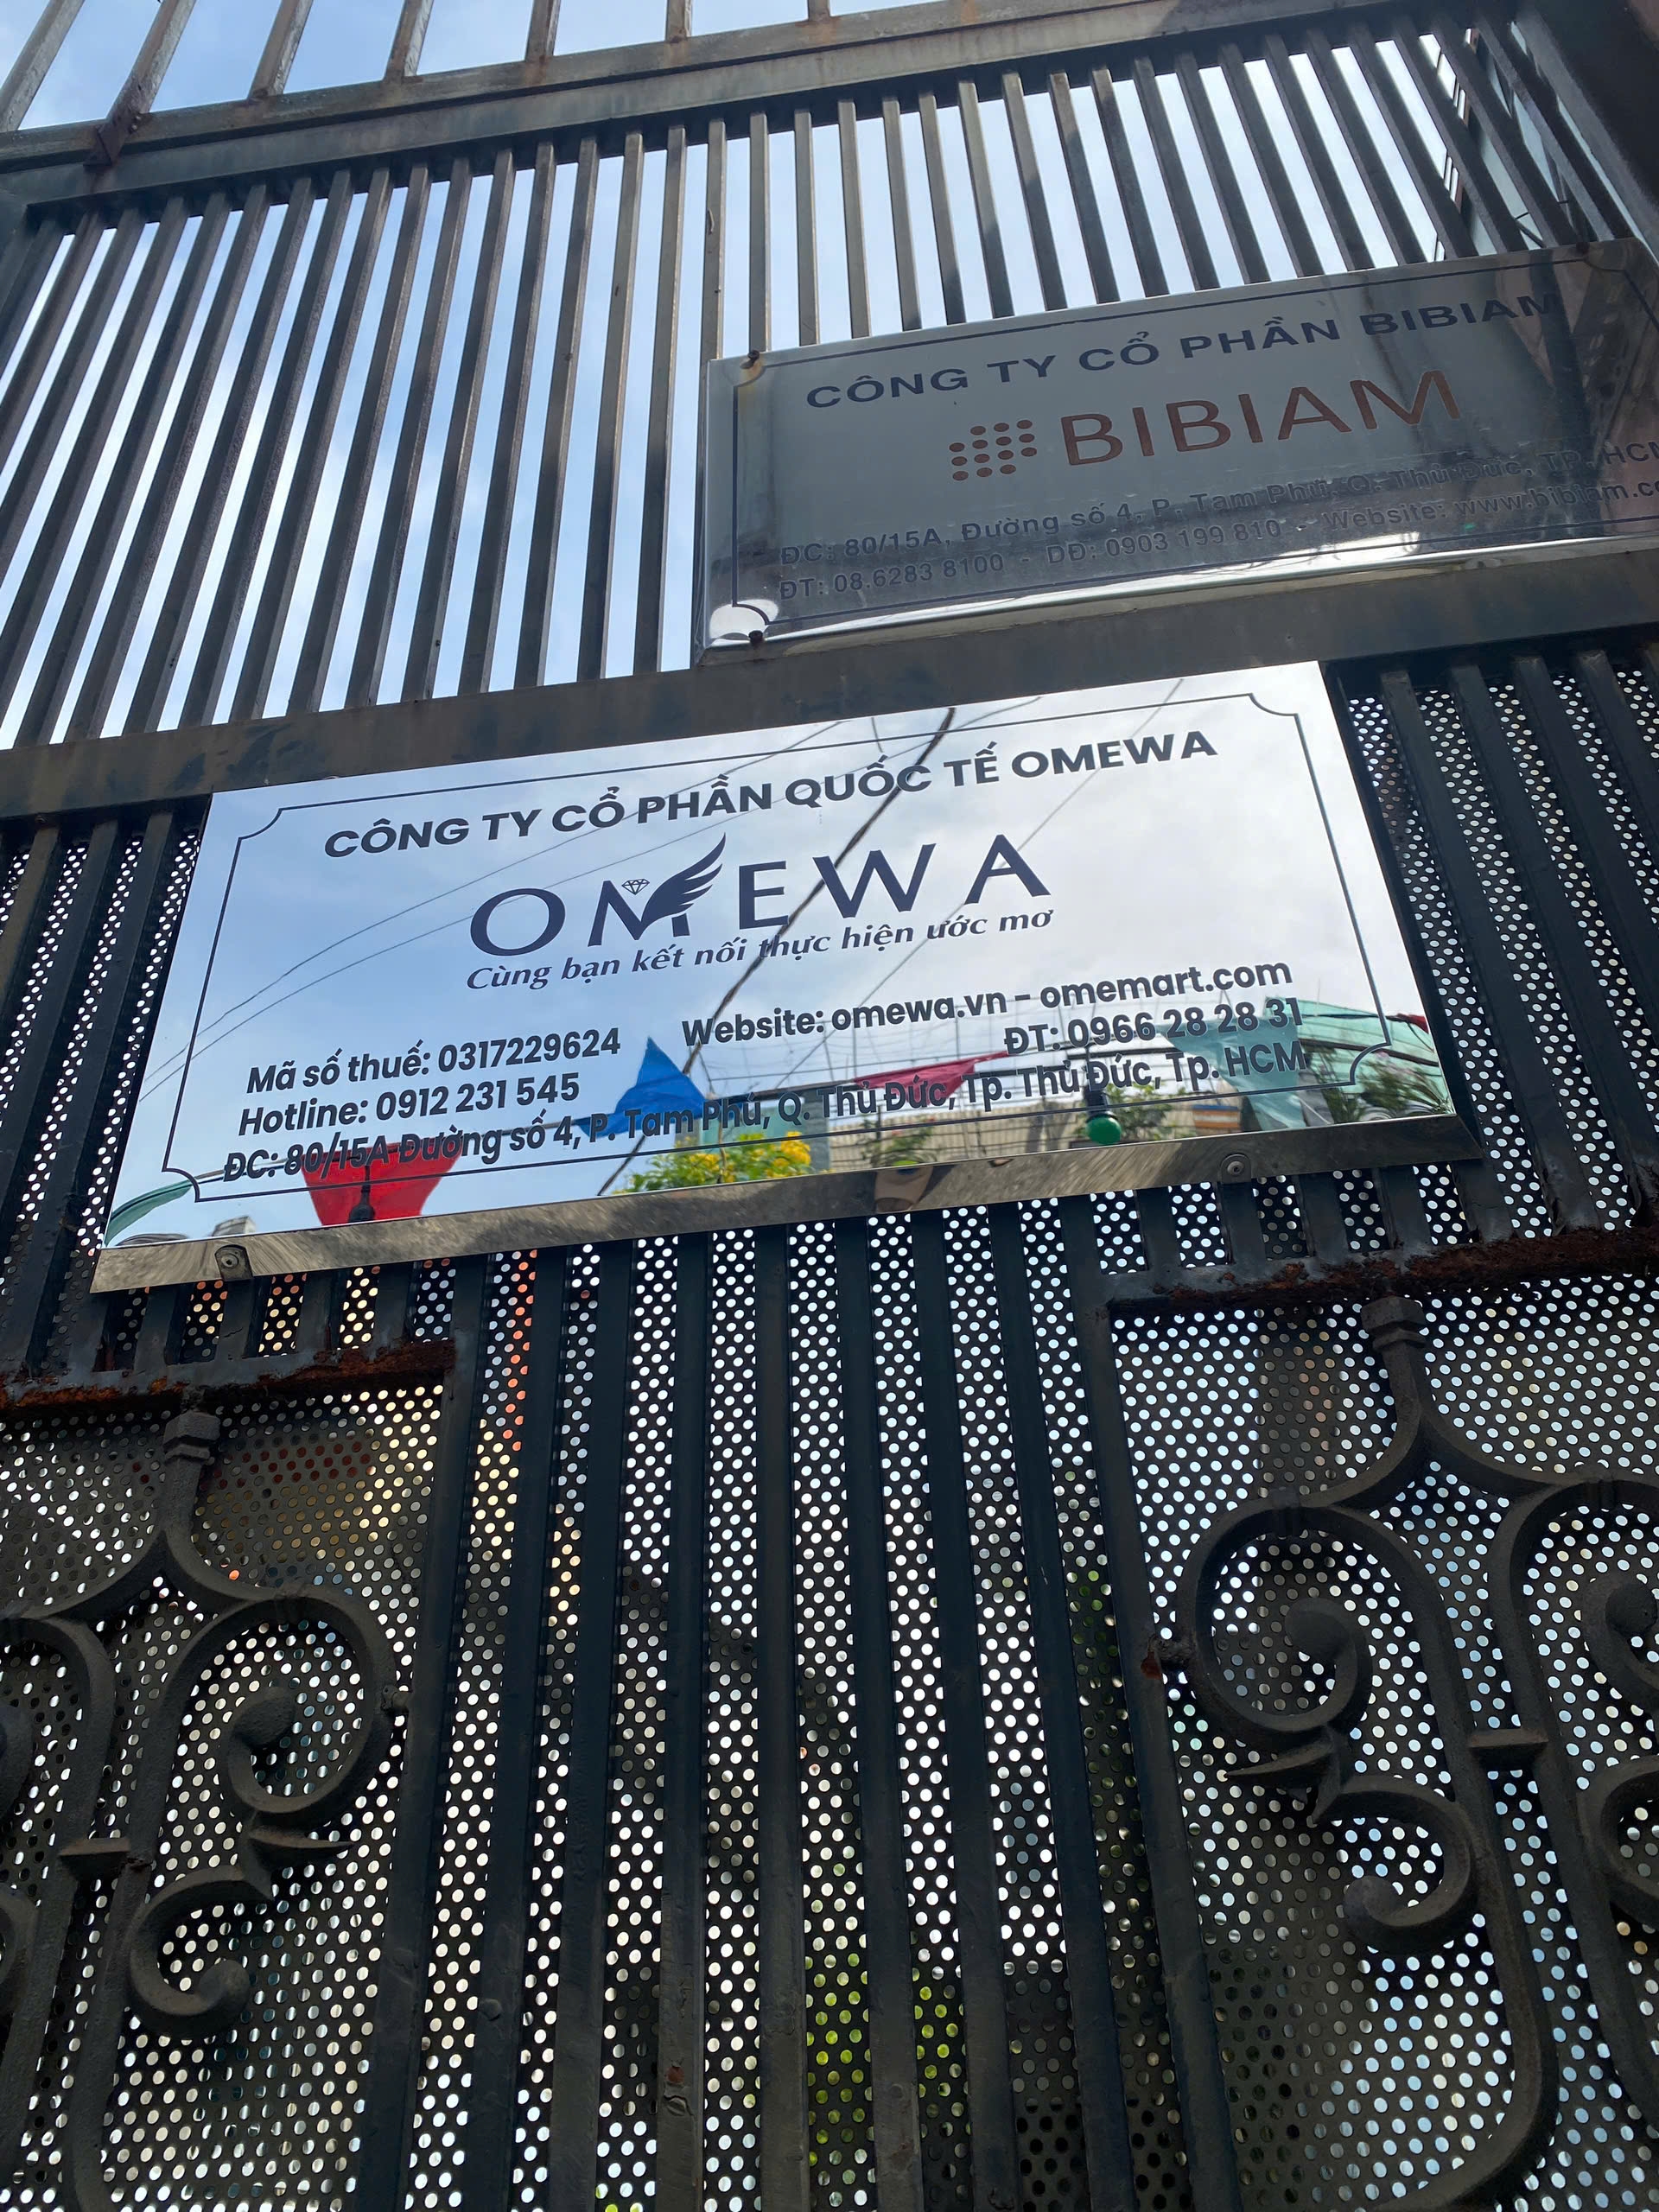 CÔNG TY CỔ PHẦN BIBIAM
BIBIAM
ĐC: 80/15A, Đường số 4, P. Tam Phú, Q. Thủ Đức, TP. HCM
ĐT: 08.6283 8100 - DĐ: 0903 199 810 - Website: www.bibiam.co
CÔNG TY CỔ PHẦN QUỐC TẾ OMEWA
OMEWA
Cùng bạn kết nối thực hiện ước mơ
Mã số thuế: 0317229624 Website: omewa.vn - omemart.com
Hotline: 0912 231 545 ĐT: 0966 28 28 31
ĐC: 80/15A Đường số 4, P. Tam Phú, Q. Thủ Đức, Tp. Thủ Đức, Tp. HCM